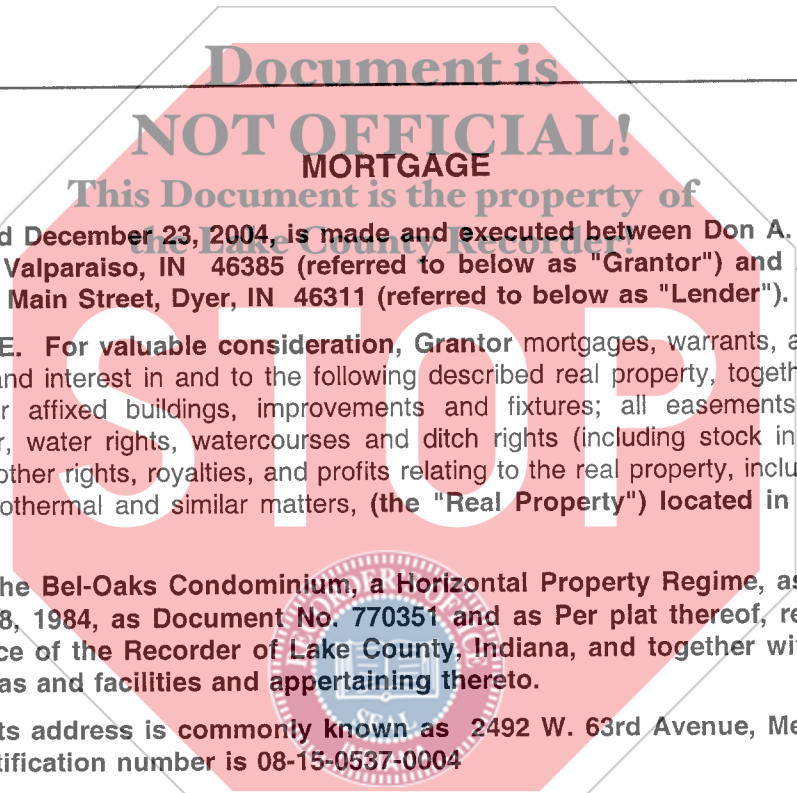 Document is
NOT OFFICIAL!
MORTGAGE
This Document is the property of
the Lake County Recorder!
d December 23, 2004, is made and executed between Don A.
Valparaiso, IN 46385 (referred to below as "Grantor") and
Main Street, Dyer, IN 46311 (referred to below as "Lender").
STOP
E. For valuable consideration, Grantor mortgages, warrants, a
and interest in and to the following described real property, togeth
r affixed buildings, improvements and fixtures; all easements
r, water rights, watercourses and ditch rights (including stock in
other rights, royalties, and profits relating to the real property, inclu
othermal and similar matters, (the "Real Property") located in
he Bel-Oaks Condominium, a Horizontal Property Regime, as
8, 1984, as Document No. 770351 and as Per plat thereof, re
ce of the Recorder of Lake County, Indiana, and together wi
as and facilities and appertaining thereto.
ts address is commonly known as 2492 W. 63rd Avenue, Me
tification number is 08-15-0537-0004
SEAL